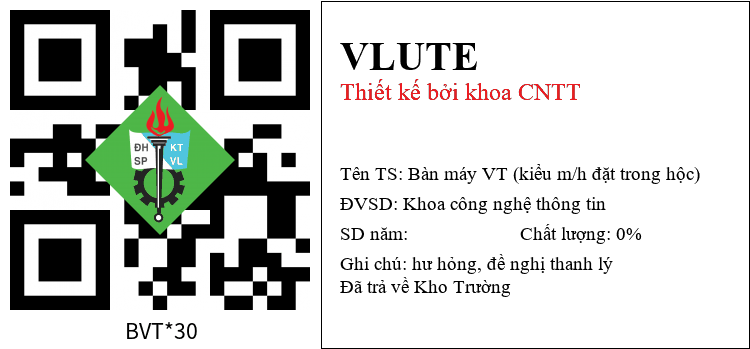 ĐH KT
SP VL
BVT*30
VLUTE
Thiết kế bởi khoa CNTT
Tên TS: Bàn máy VT (kiểu m/h đặt trong hộc)
ĐVSD: Khoa công nghệ thông tin
SD năm: Chất lượng: 0%
Ghi chú: hư hỏng, đề nghị thanh lý
Đã trả về Kho Trường